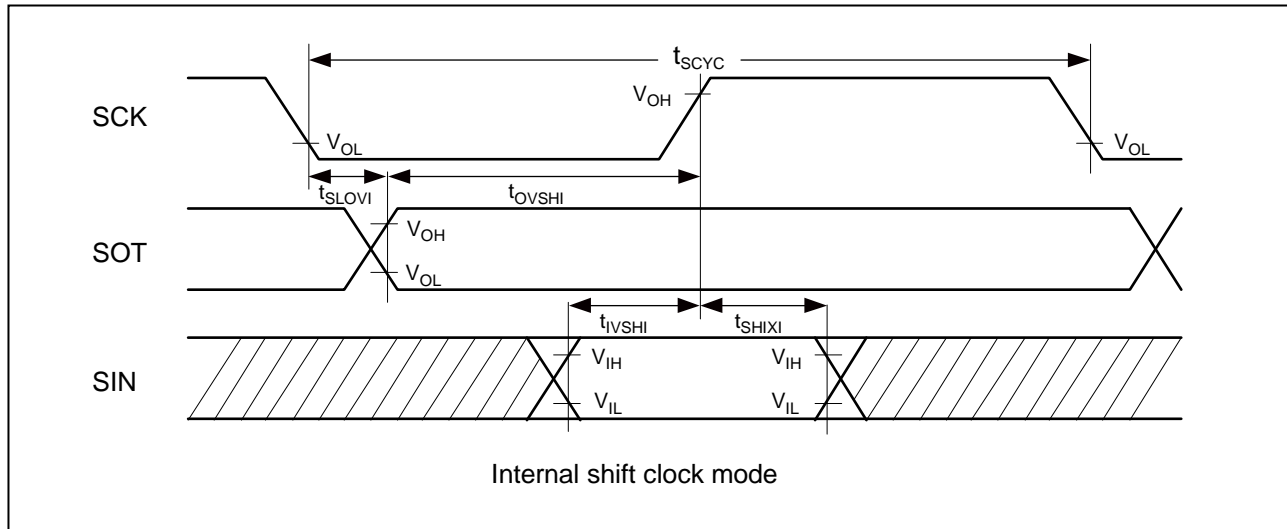 tSCYC
SCK
VOH
VOL
VOL
tSLOVI
tOVSHI
SOT
VOH
VOL
tIVSHI
tSHIXI
SIN
VIH
VIH
VIL
VIL
Internal shift clock mode